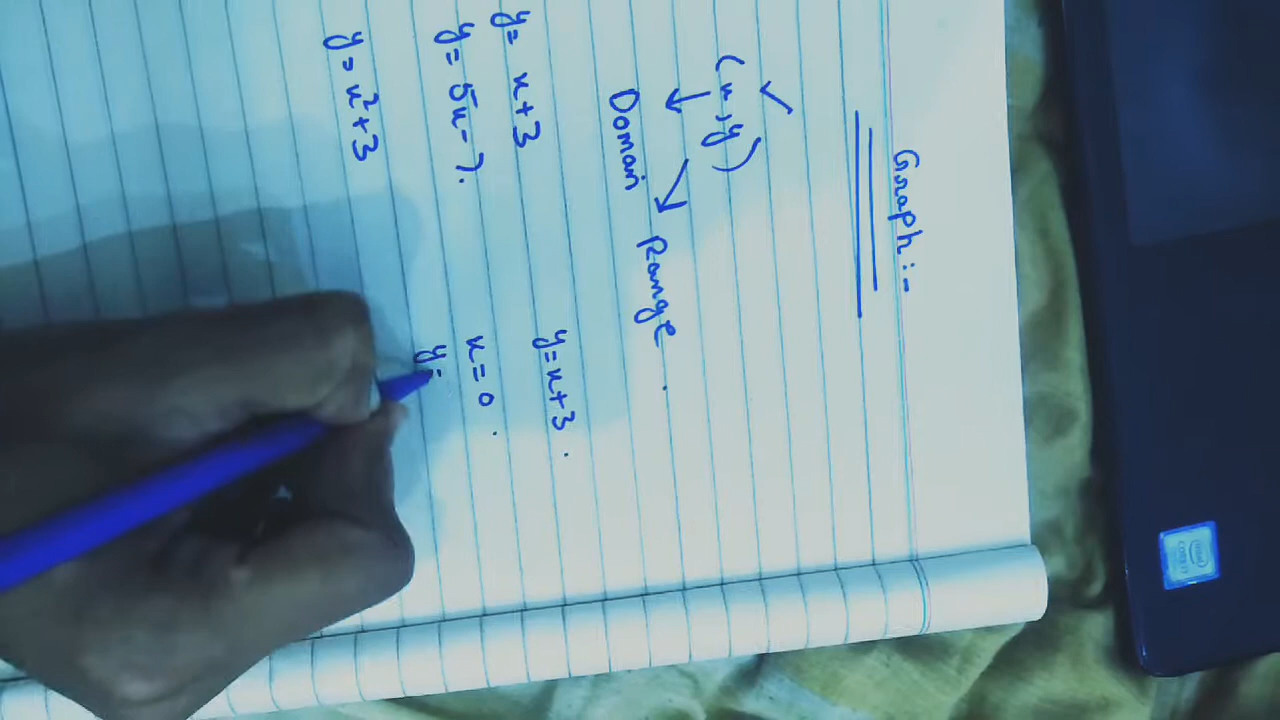 Graph :-
(x, y) ✓
Domain
Range.
y = x+3
y = 5x-7.
y = x²+3
y = x+3.
x = 0.
y =